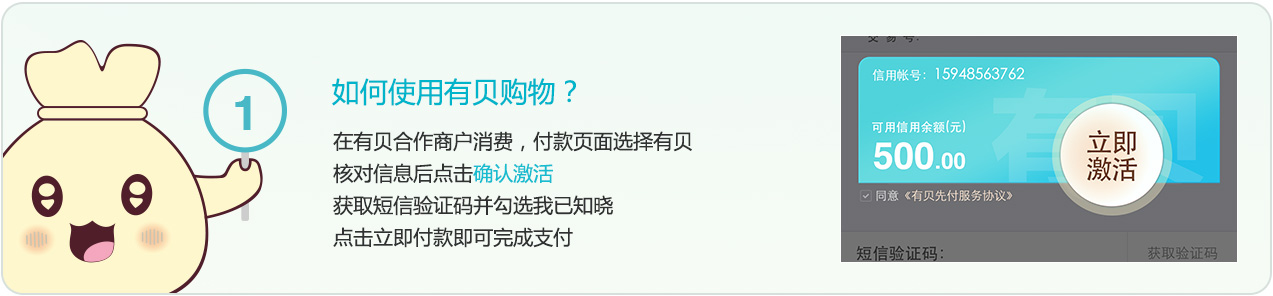 1
如何使用有贝购物？
在有贝合作商户消费，付款页面选择有贝
核对信息后点击确认激活
获取短信验证码并勾选我已知晓
点击立即付款即可完成支付
交 易 号:
信用帐号：15948563762
有贝
可用信用余额(元)
500.00
立即
激活
同意《有贝先付服务协议》
短信验证码：
获取验证码